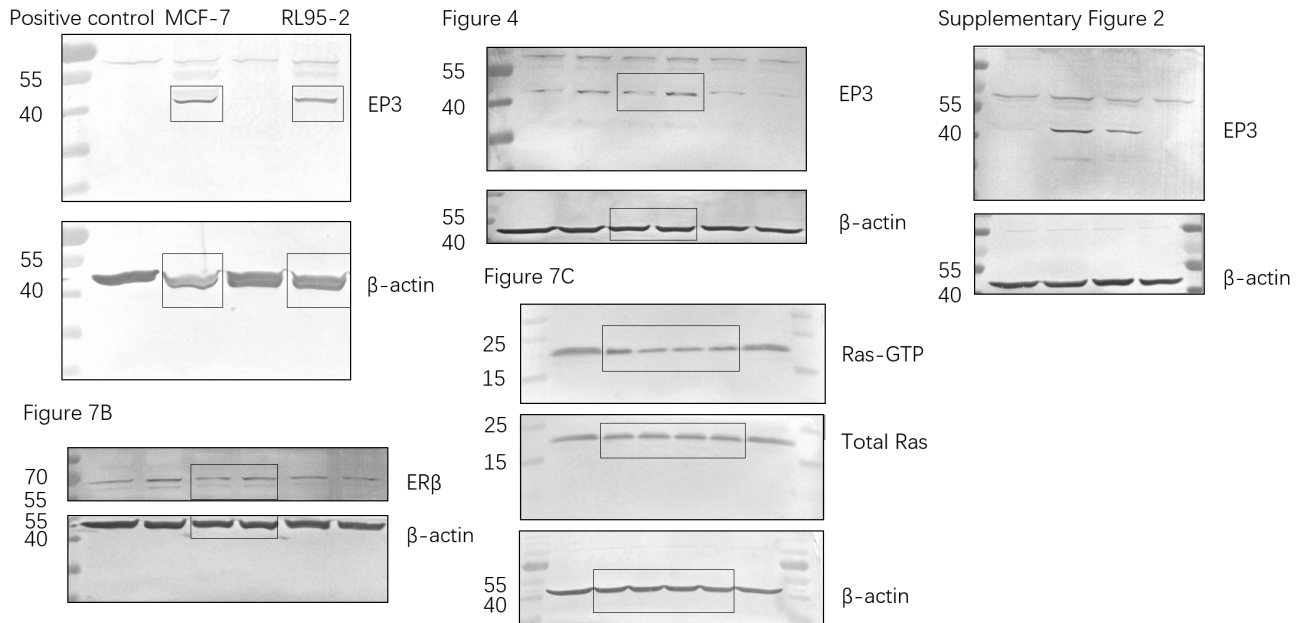 Positive control MCF-7 RL95-2
55
40
EP3
55
40
β-actin
Figure 7B
70
55
ERβ
55
40
β-actin
Figure 4
55
40
EP3
55
40
β-actin
Figure 7C
25
15
Ras-GTP
25
15
Total Ras
55
40
β-actin
Supplementary Figure 2
55
40
EP3
55
40
β-actin